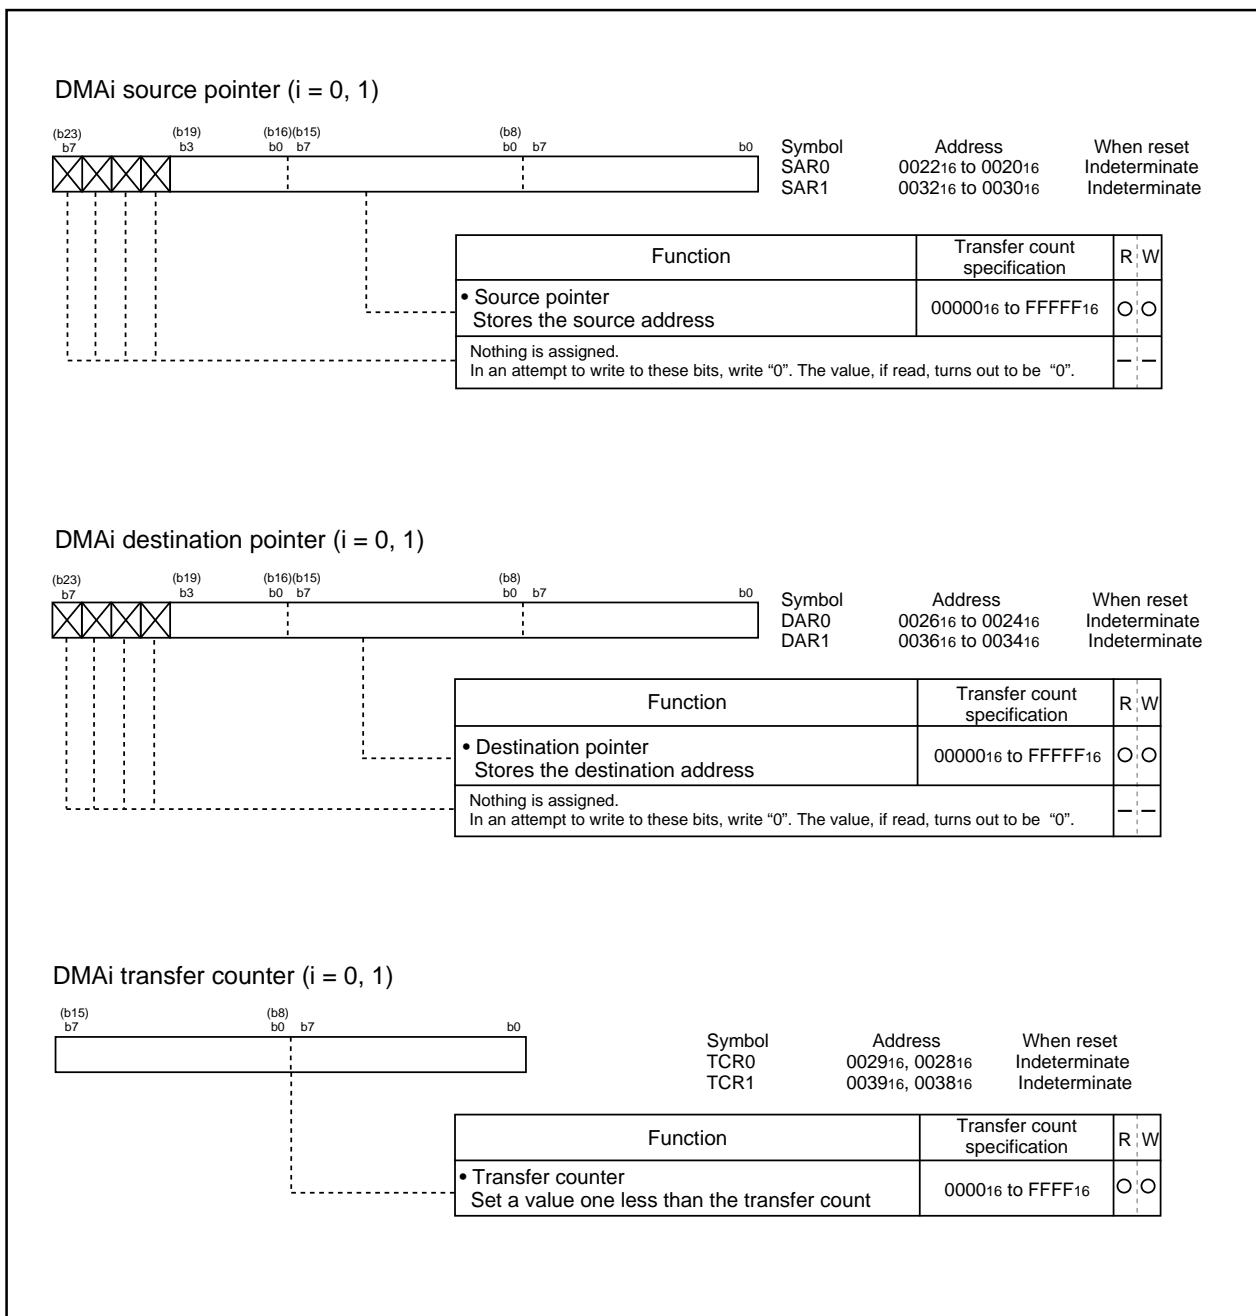 DMAi source pointer (i = 0, 1)
(b23) (b19) (b16)(b15) (b8)
b7 b3 b0 b7 b0 b7 b0
Symbol Address When reset
SAR0 002216 to 002016 Indeterminate
SAR1 003216 to 003016 Indeterminate
Function Transfer count specification R W
• Source pointer
Stores the source address
0000016 to FFFFF16
Nothing is assigned.
In an attempt to write to these bits, write “0”. The value, if read, turns out to be “0”.
DMAi destination pointer (i = 0, 1)
(b23) (b19) (b16)(b15) (b8)
b7 b3 b0 b7 b0 b7 b0
Symbol Address When reset
DAR0 002616 to 002416 Indeterminate
DAR1 003616 to 003416 Indeterminate
Function Transfer count specification R W
• Destination pointer
Stores the destination address
0000016 to FFFFF16
Nothing is assigned.
In an attempt to write to these bits, write “0”. The value, if read, turns out to be “0”.
DMAi transfer counter (i = 0, 1)
(b15) (b8)
b7 b0 b7 b0
Symbol Address When reset
TCR0 002916, 002816 Indeterminate
TCR1 003916, 003816 Indeterminate
Function Transfer count specification R W
• Transfer counter
Set a value one less than the transfer count
000016 to FFFF16